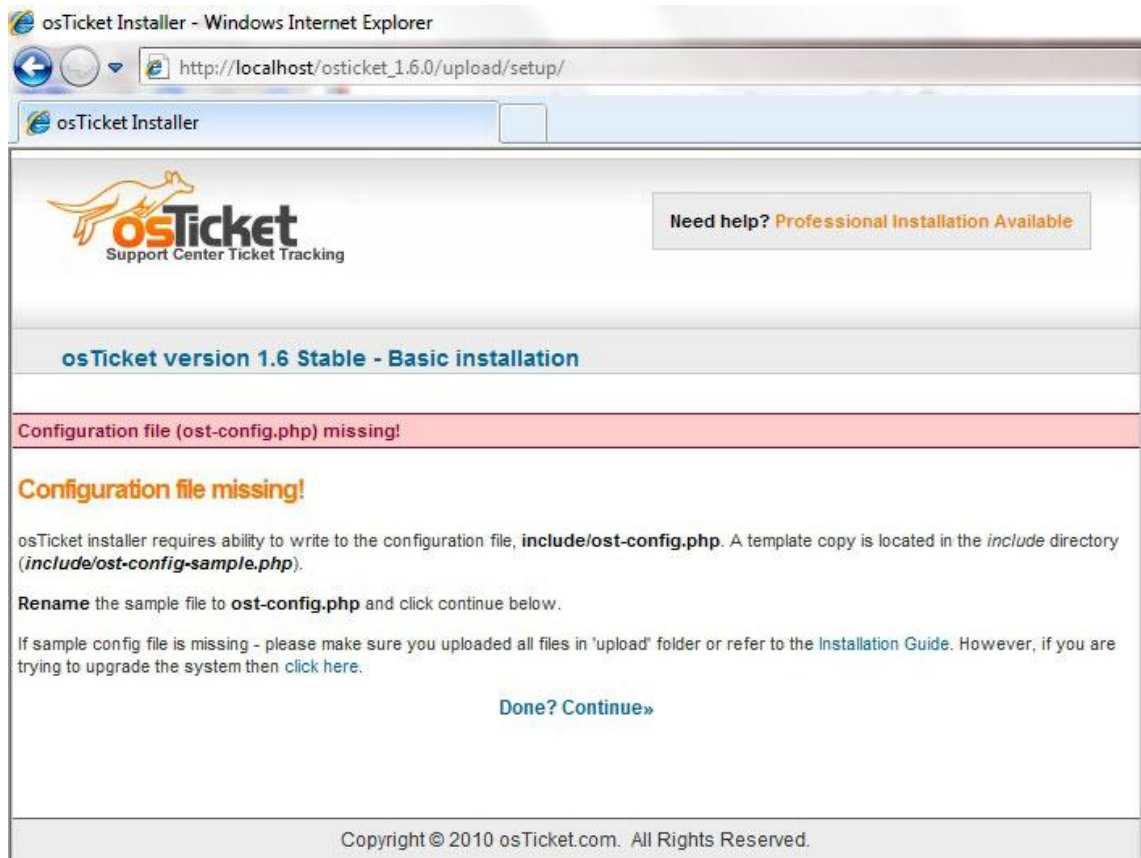 osTicket Installer - Windows Internet Explorer
http://localhost/osticket_1.6.0/upload/setup/
osTicket Installer
osTicket
Support Center Ticket Tracking
Need help? Professional Installation Available
osTicket version 1.6 Stable - Basic installation
Configuration file (ost-config.php) missing!
Configuration file missing!
osTicket installer requires ability to write to the configuration file, include/ost-config.php. A template copy is located in the include directory
(include/ost-config-sample.php).
Rename the sample file to ost-config.php and click continue below.
If sample config file is missing - please make sure you uploaded all files in 'upload' folder or refer to the Installation Guide. However, if you are
trying to upgrade the system then click here.
Done? Continue»
Copyright © 2010 osTicket.com. All Rights Reserved.